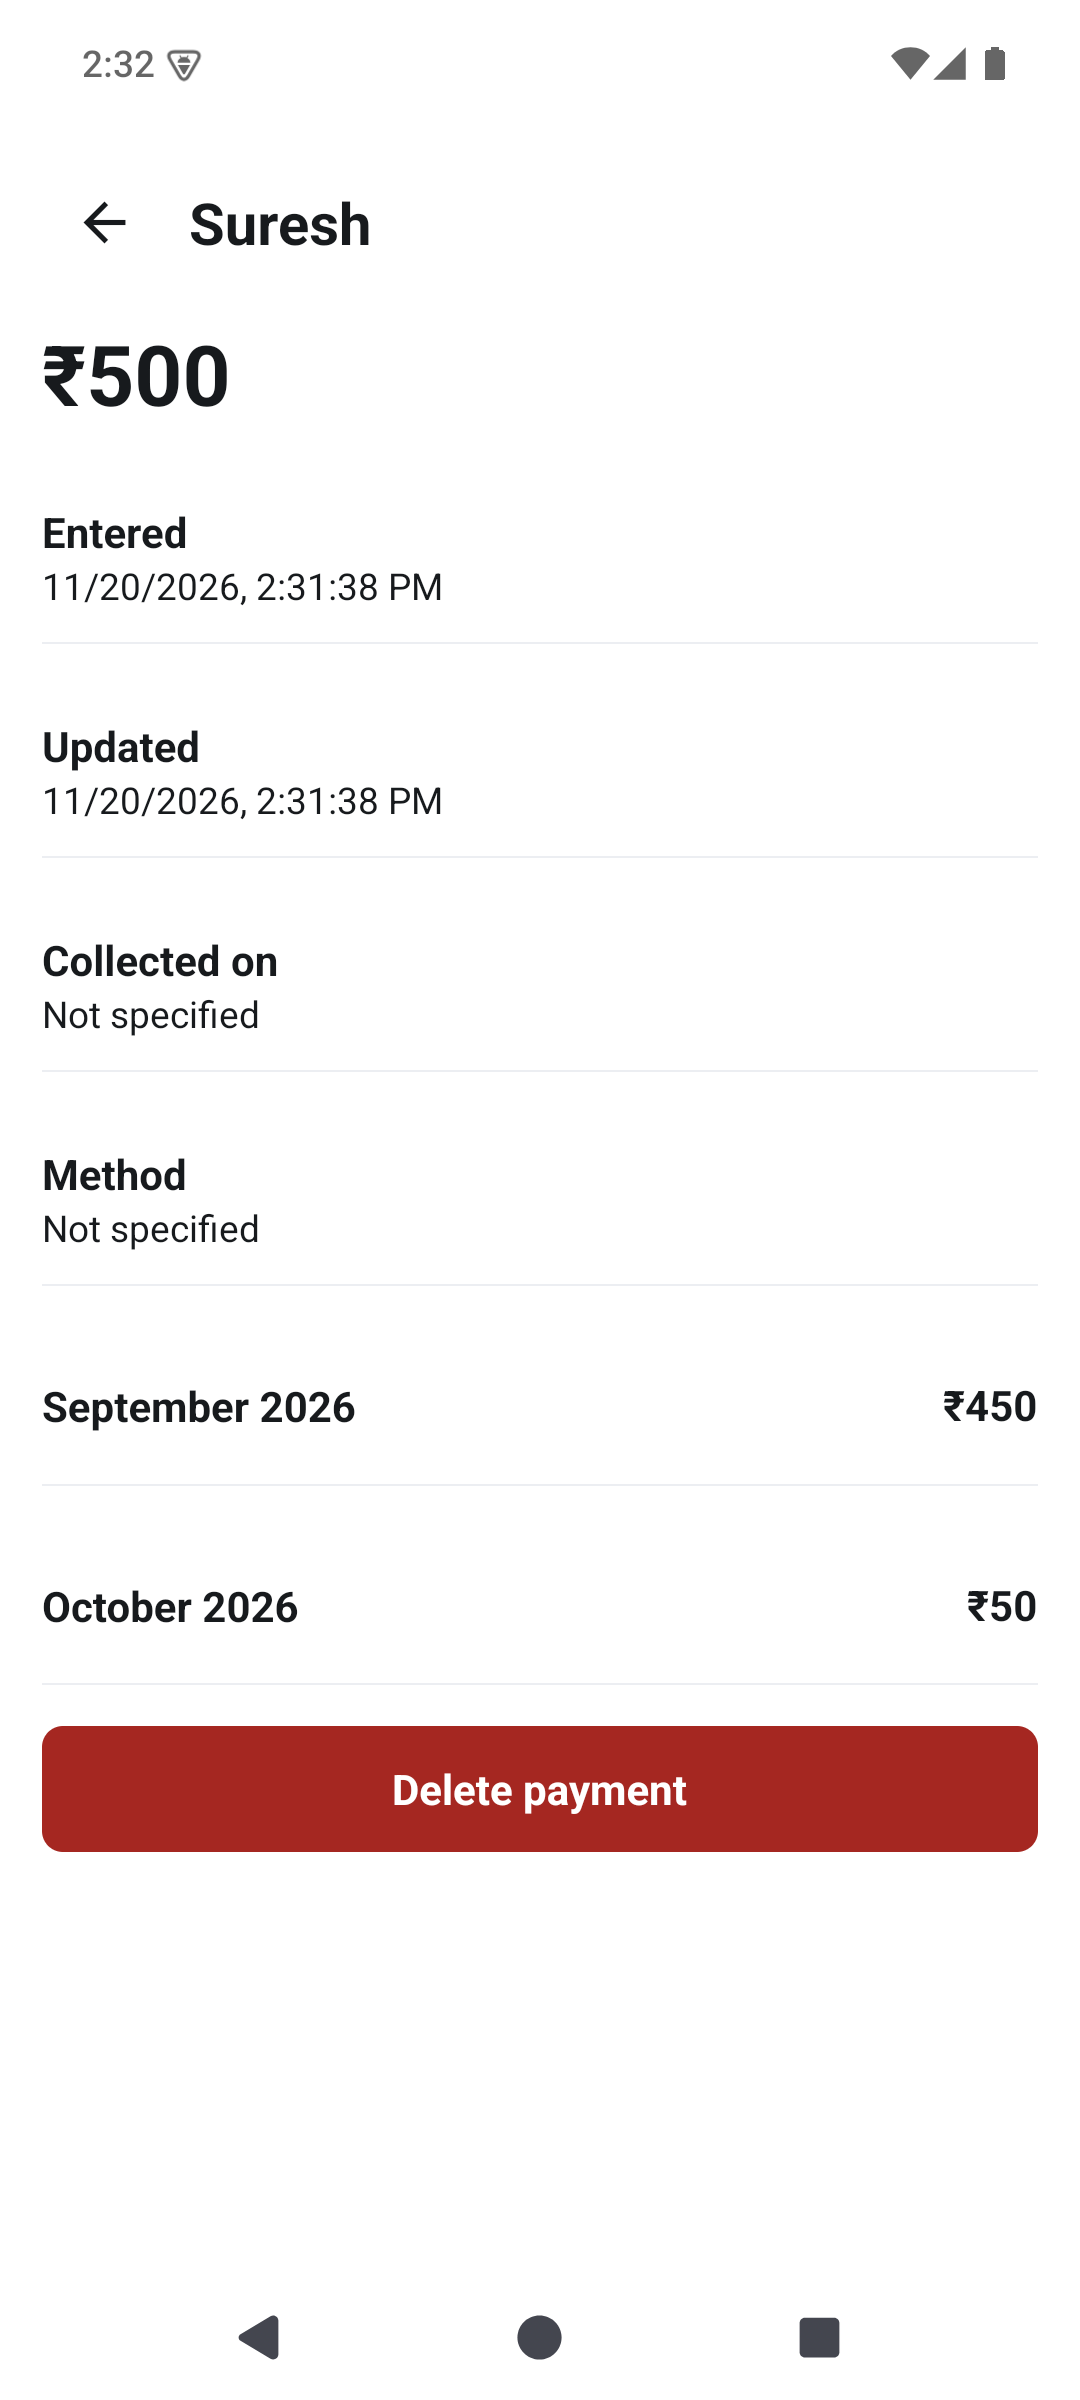 2:32
Suresh
₹500
Entered
11/20/2026, 2:31:38 PM
Updated
11/20/2026, 2:31:38 PM
Collected on
Not specified
Method
Not specified
September 2026 ₹450
October 2026 ₹50
Delete payment